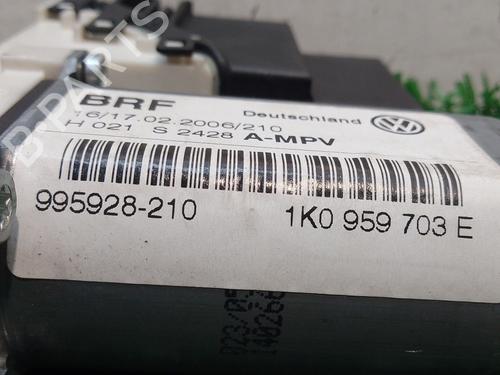 BRF
Deutschland
16/17.02.2006/210
H 021 S 2428 A-MPV
995928-210
1K0 959 703 E